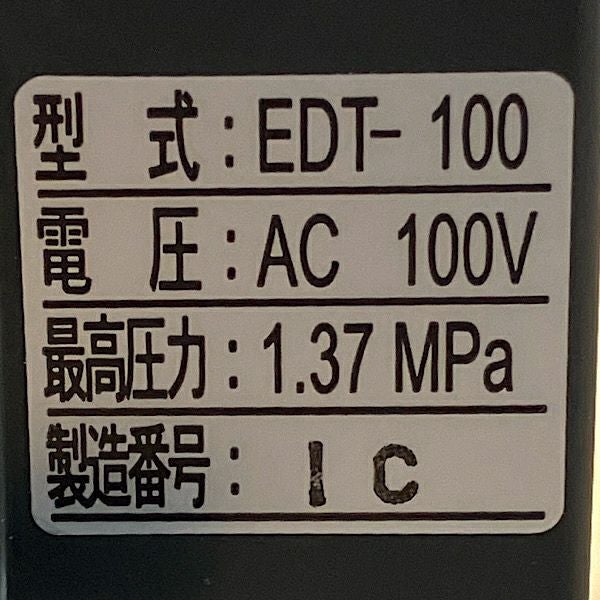 型 式 : EDT- 100
電 圧 : AC 100V
最高圧力 : 1.37 MPa
製造番号 : I C